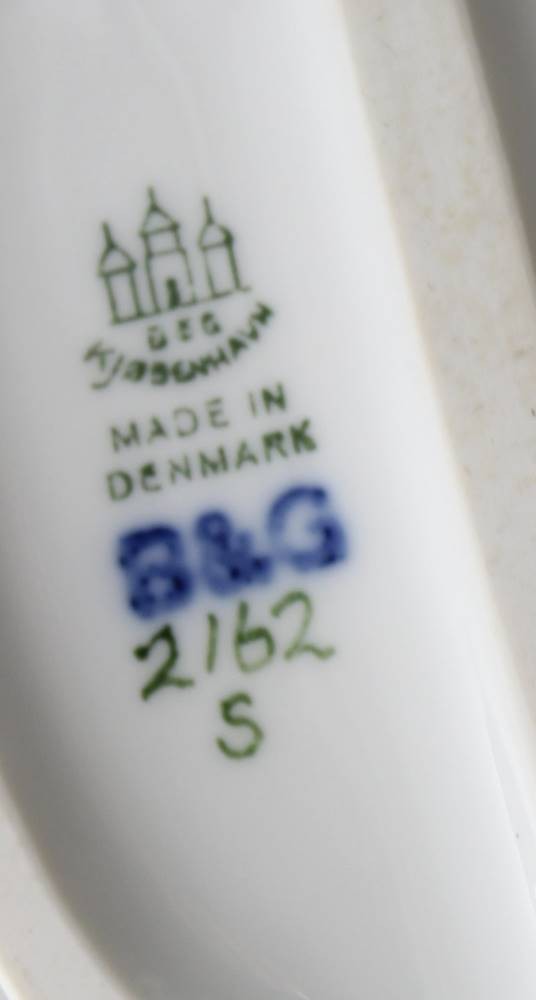 B&G
KJØBENHAVN
MADE IN
DENMARK
B&G
2162
S